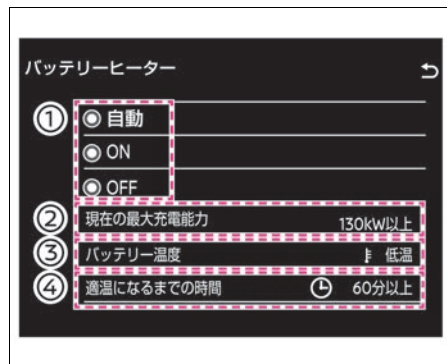 バッテリーヒーター
① 自動
ON
OFF
② 現在の最大充電能力 130kW以上
③ バッテリー温度 低温
④ 適温になるまでの時間 60分以上